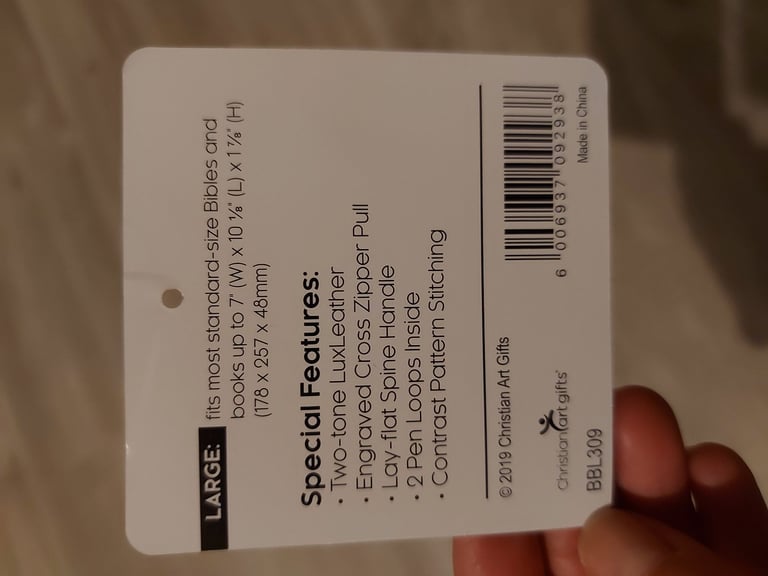 LARGE: fits most standard-size Bibles and
books up to 7" (W) x 10 ⅛" (L) x 1 ⅞" (H)
(178 x 257 x 48mm)
Special Features:
• Two-tone LuxLeather
• Engraved Cross Zipper Pull
• Lay-flat Spine Handle
• 2 Pen Loops Inside
• Contrast Pattern Stitching
© 2019 Christian Art Gifts
Christian art gifts®
BBL309
6 006937 092938
Made in China